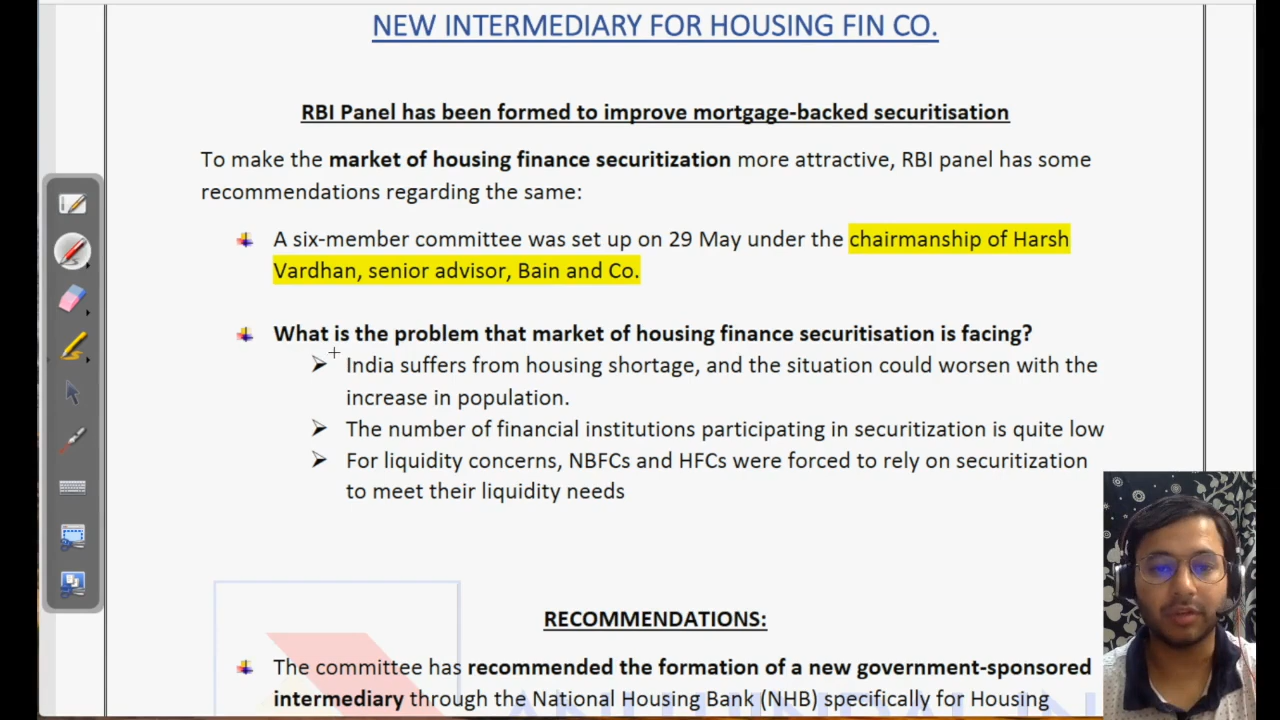 NEW INTERMEDIARY FOR HOUSING FIN CO.
RBI Panel has been formed to improve mortgage-backed securitisation
To make the market of housing finance securitization more attractive, RBI panel has some
recommendations regarding the same:
A six-member committee was set up on 29 May under the chairmanship of Harsh
Vardhan, senior advisor, Bain and Co.
What is the problem that market of housing finance securitisation is facing?
India suffers from housing shortage, and the situation could worsen with the
increase in population.
The number of financial institutions participating in securitization is quite low
For liquidity concerns, NBFCs and HFCs were forced to rely on securitization
to meet their liquidity needs
RECOMMENDATIONS:
The committee has recommended the formation of a new government-sponsored
intermediary through the National Housing Bank (NHB) specifically for Housing